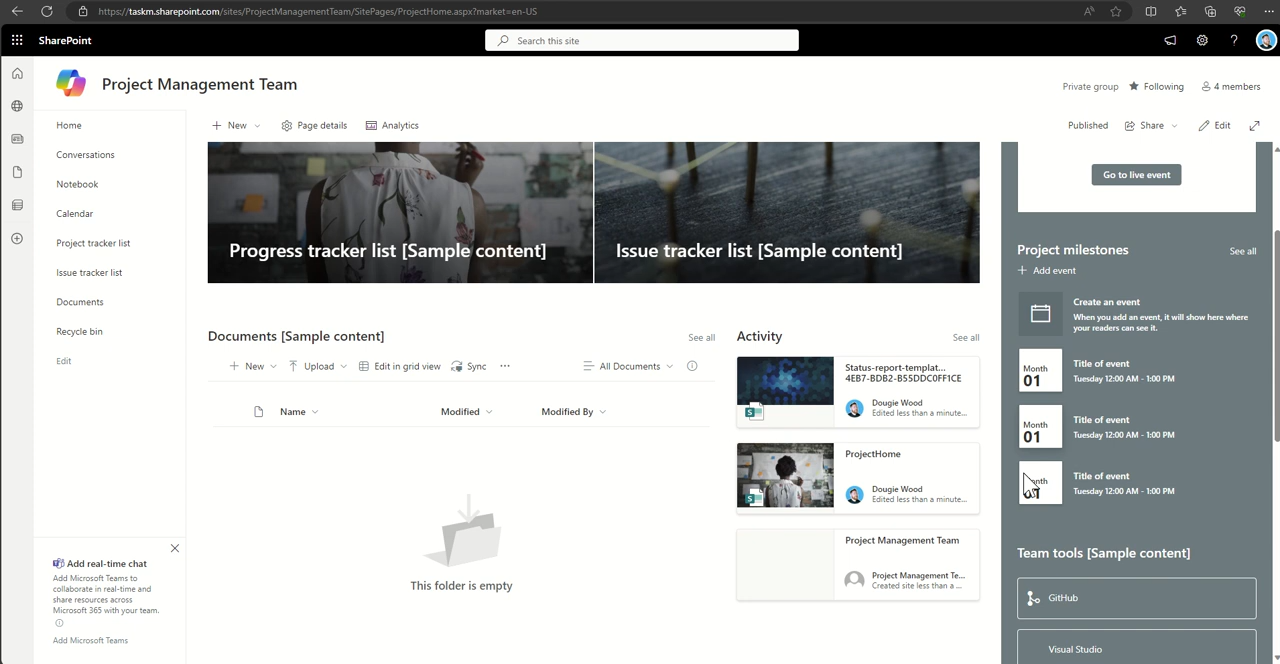 https://taskm.sharepoint.com/sites/ProjectManagementTeam/SitePages/ProjectHome.aspx?market=en-US
SharePoint
Search this site
Project Management Team
Private group
Following
4 members
Home
Conversations
Notebook
Calendar
Project tracker list
Issue tracker list
Documents
Recycle bin
Edit
Add real-time chat
Add Microsoft Teams to
collaborate in real-time and
share resources across
Microsoft 365 with your team.
Add Microsoft Teams
New
Page details
Analytics
Published
Share
Edit
Progress tracker list [Sample content]
Issue tracker list [Sample content]
Documents [Sample content]
See all
New
Upload
Edit in grid view
Sync
All Documents
Name
Modified
Modified By
This folder is empty
Activity
See all
Status-report-templat...
4EB7-BDB2-B55DDC0FF1CE
Dougie Wood
Edited less than a minute...
ProjectHome
Dougie Wood
Edited less than a minute...
Project Management Team
Project Management Te...
Created site less than a ...
Go to live event
Project milestones
See all
Add event
Create an event
When you add an event, it will show here where
your readers can see it.
Month
01
Title of event
Tuesday 12:00 AM - 1:00 PM
Month
01
Title of event
Tuesday 12:00 AM - 1:00 PM
Title of event
Tuesday 12:00 AM - 1:00 PM
Team tools [Sample content]
GitHub
Visual Studio